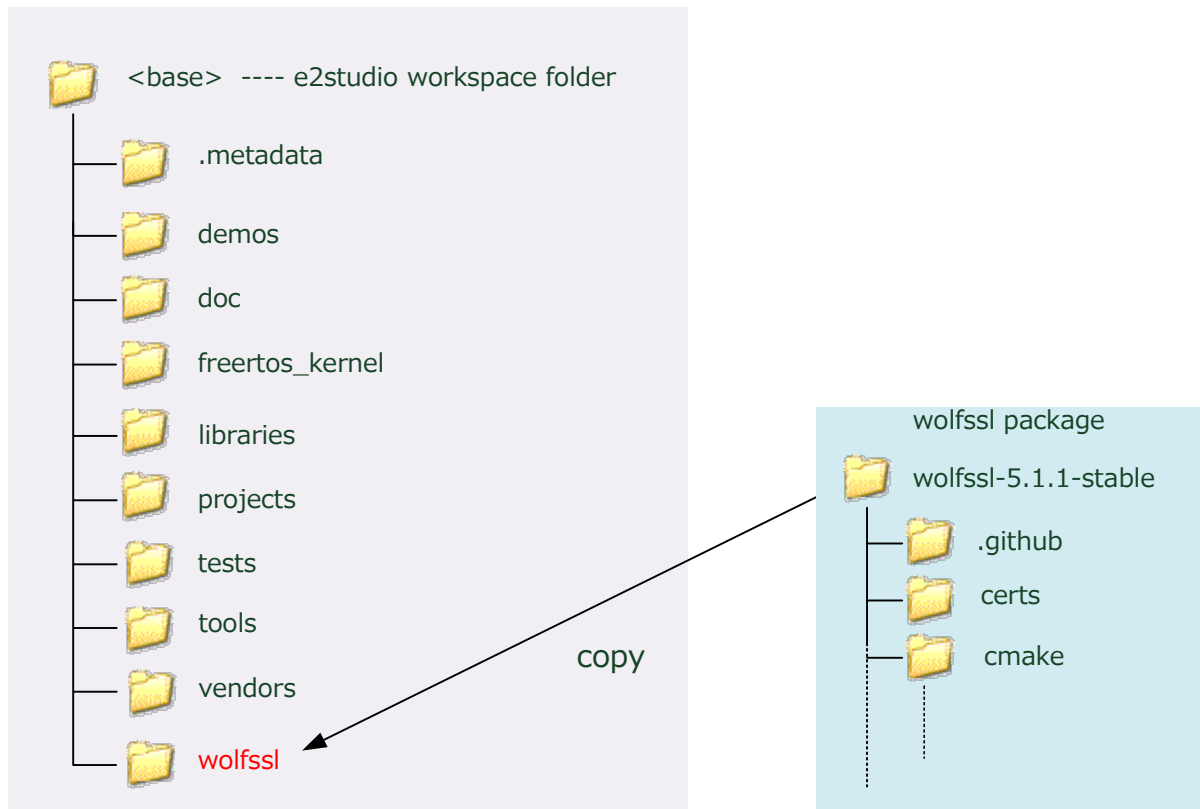 <base> ---- e2studio workspace folder
.metadata
demos
doc
freertos_kernel
libraries
projects
tests
tools
vendors
wolfssl
copy
wolfssl package
wolfssl-5.1.1-stable
.github
certs
cmake